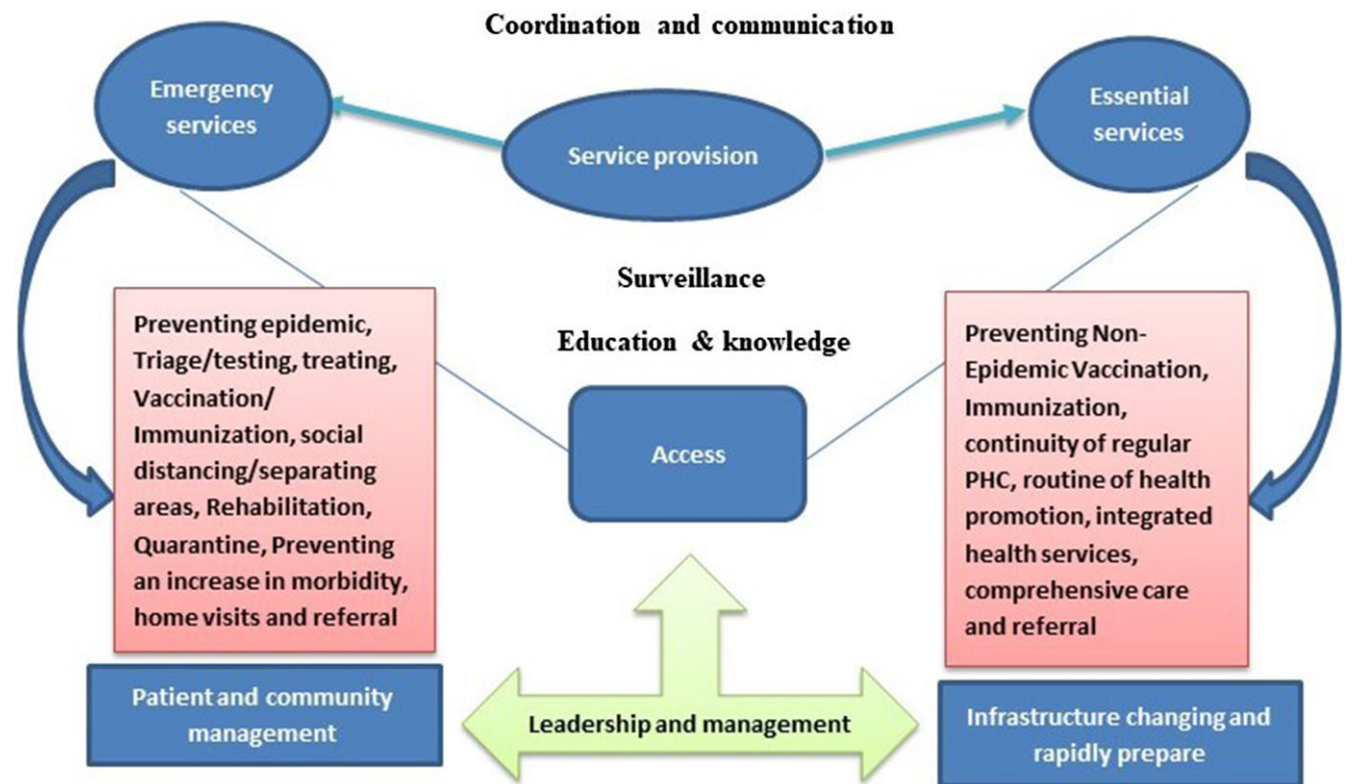 Coordination and communication
Emergency
services
Service provision
Essential
services
Surveillance
Education & knowledge
Preventing epidemic,
Triage/testing, treating,
Vaccination/
Immunization, social
distancing/separating
areas, Rehabilitation,
Quarantine, Preventing
an increase in morbidity,
home visits and referral
Access
Preventing Non-
Epidemic Vaccination,
Immunization,
continuity of regular
PHC, routine of health
promotion, integrated
health services,
comprehensive care
and referral
Patient and community
management
Leadership and management
Infrastructure changing and
rapidly prepare